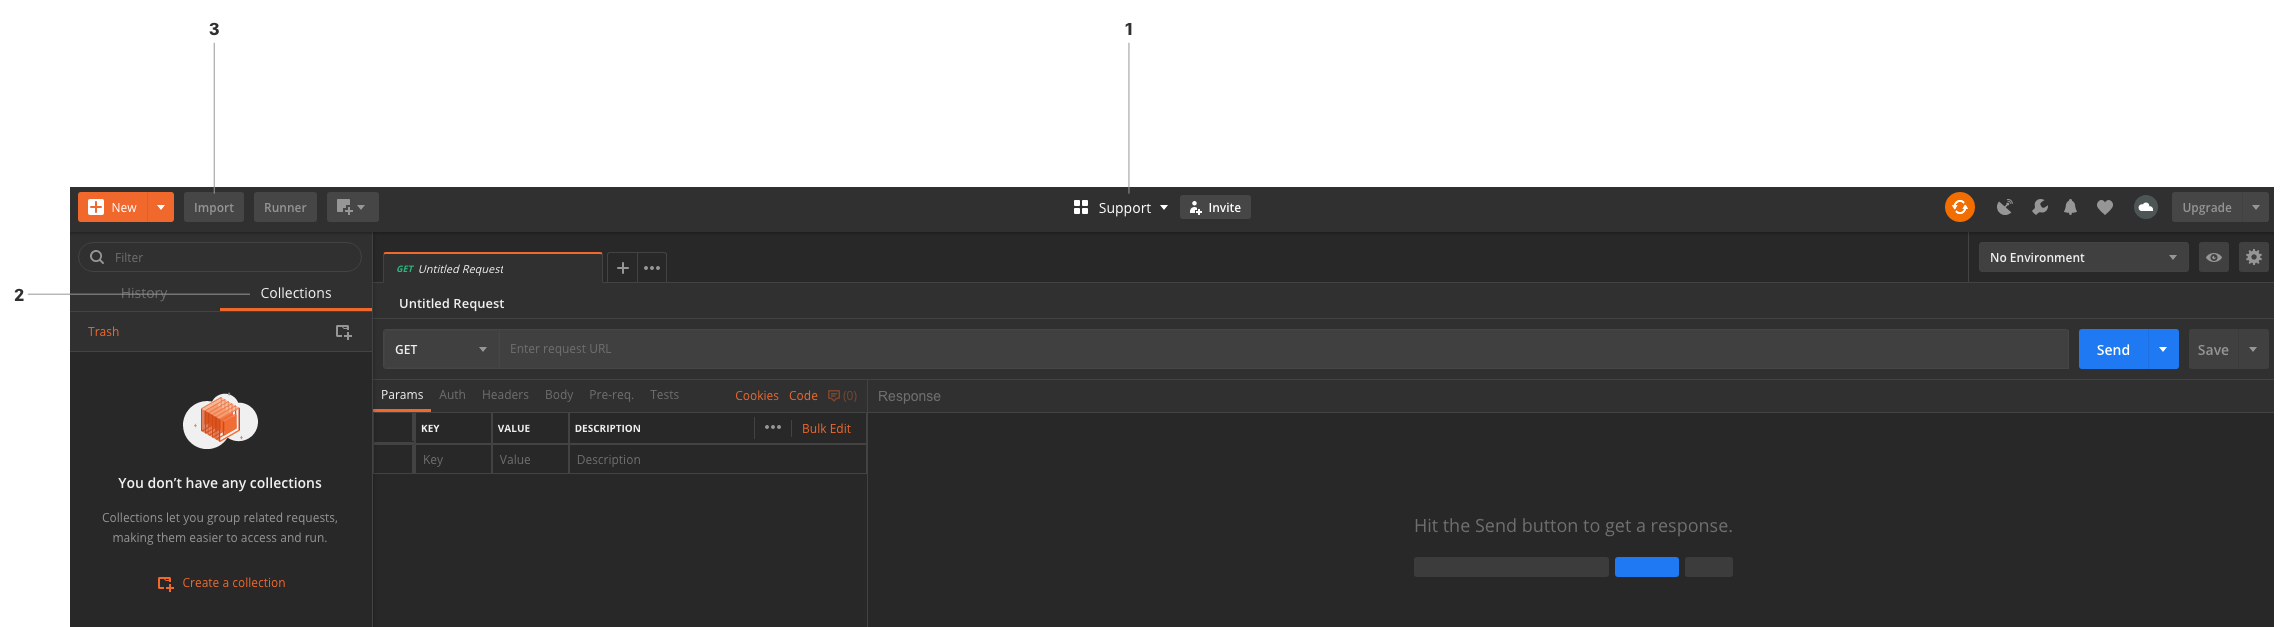 3
1
New
Import
Runner
Support
Invite
Upgrade
Filter
GET Untitled Request
No Environment
2
History
Collections
Untitled Request
Trash
GET
Enter request URL
Send
Save
Params
Auth
Headers
Body
Pre-req.
Tests
Cookies
Code
(0)
Response
KEY
VALUE
DESCRIPTION
Bulk Edit
Key
Value
Description
You don’t have any collections
Collections let you group related requests,
making them easier to access and run.
Create a collection
Hit the Send button to get a response.